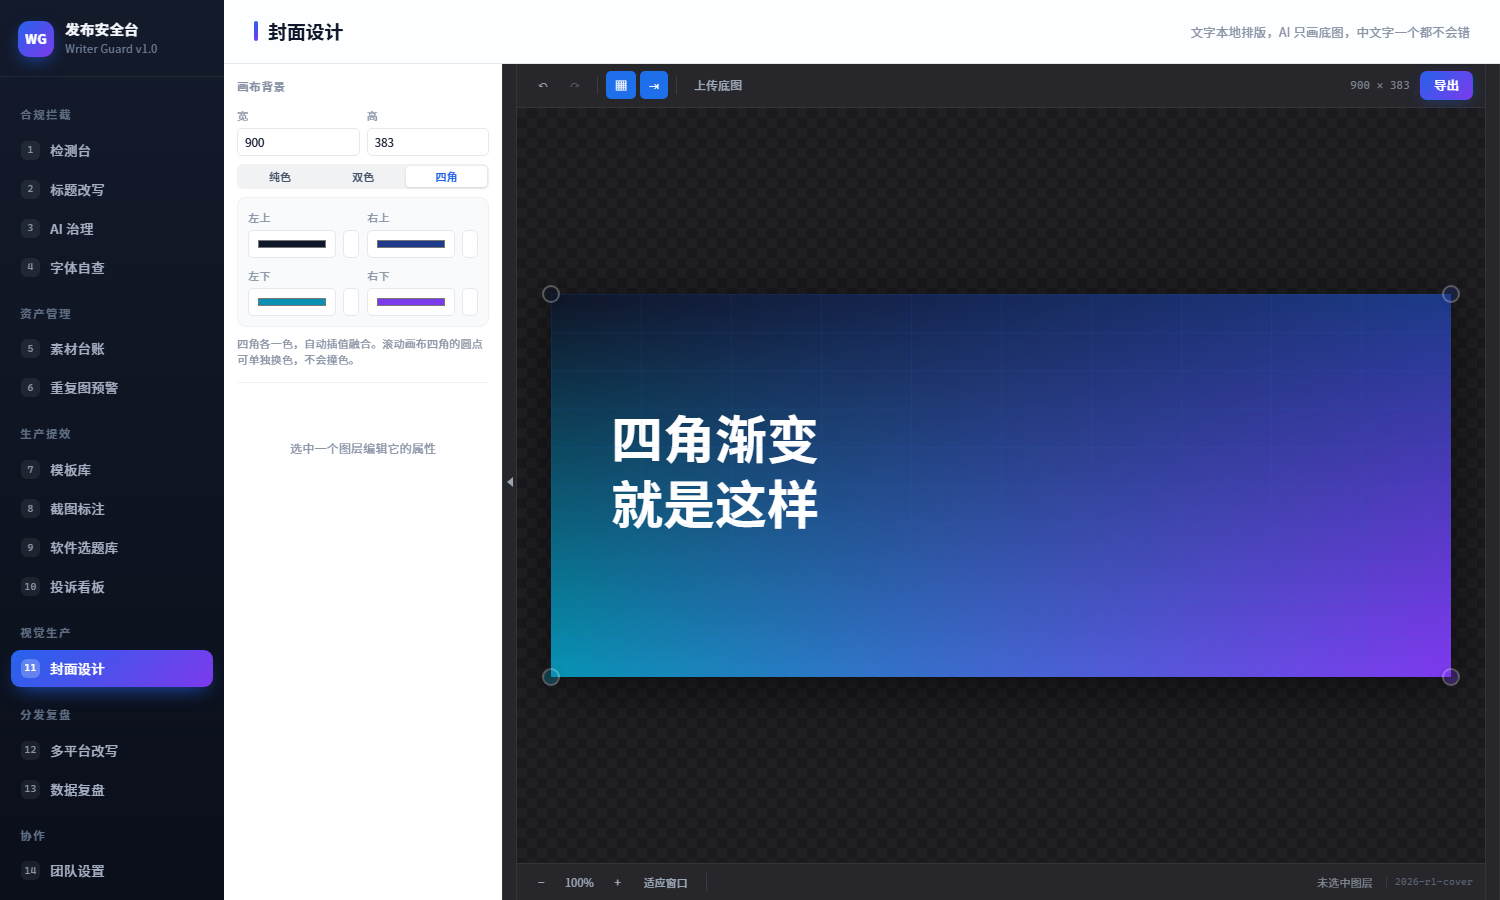 WG
发布安全台
Writer Guard v1.0
合规拦截
1 检测台
2 标题改写
3 AI 治理
4 字体自查
资产管理
5 素材台账
6 重复图预警
生产提效
7 模板库
8 截图标注
9 软件选题库
10 投诉看板
视觉生产
11 封面设计
分发复盘
12 多平台改写
13 数据复盘
协作
14 团队设置
封面设计
文字本地排版，AI 只画底图，中文字一个都不会错
画布背景
宽 高
900 383
纯色 双色 四角
左上 右上
左下 右下
四角各一色，自动插值融合。滚动画布四角的圆点
可单独换色，不会撞色。
选中一个图层编辑它的属性
上传底图
900 × 383
导出
四角渐变
就是这样
− 100% + 适应窗口
未选中图层
2026-rl-cover